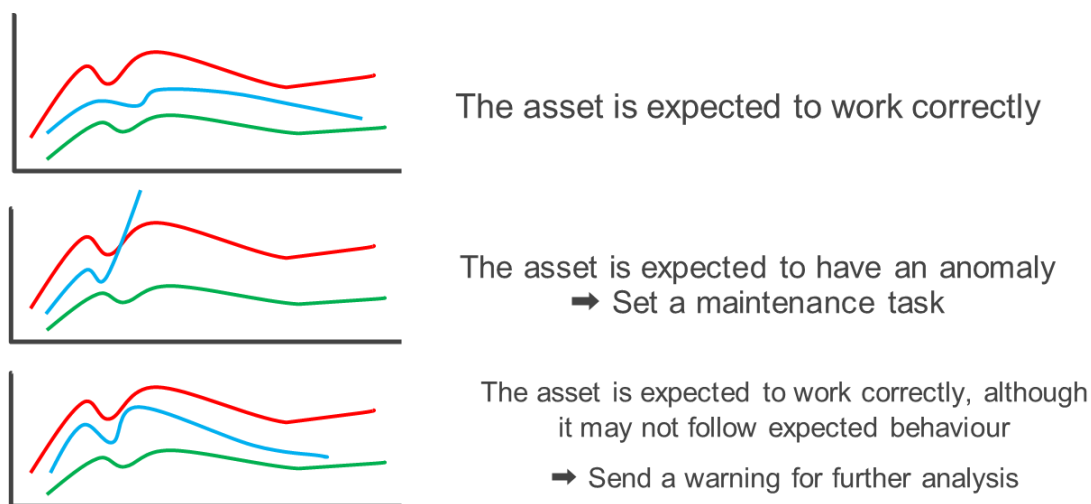 The asset is expected to work correctly
The asset is expected to have an anomaly
➡ Set a maintenance task
The asset is expected to work correctly, although
it may not follow expected behaviour
➡ Send a warning for further analysis